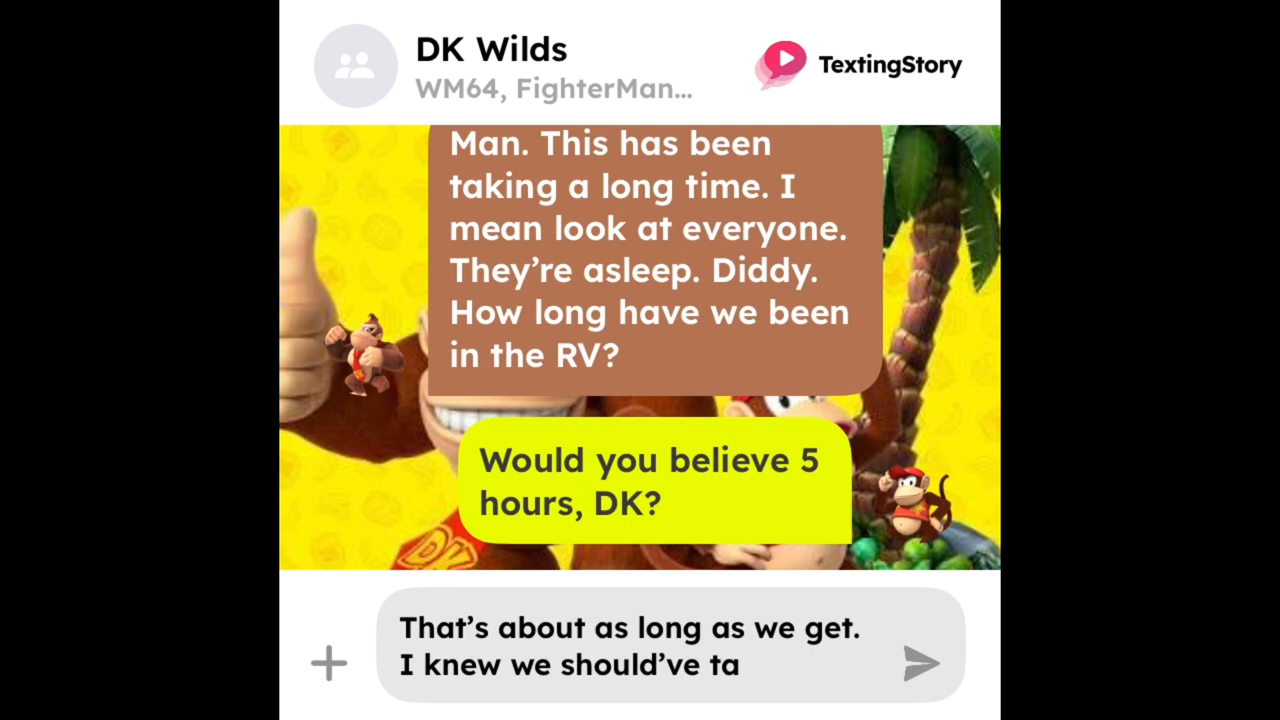 DK Wilds
WM64, FighterMan...
TextingStory
Man. This has been
taking a long time. I
mean look at everyone.
They’re asleep. Diddy.
How long have we been
in the RV?
Would you believe 5
hours, DK?
DK
That’s about as long as we get.
I knew we should’ve ta